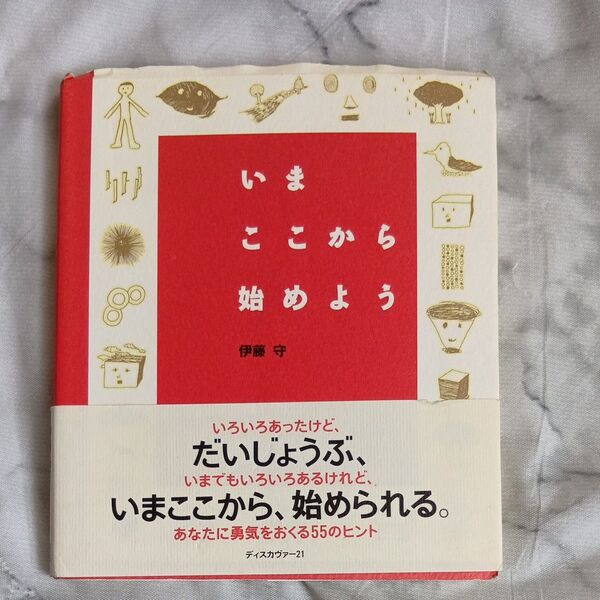 いま
ここから
始めよう
伊藤 守
いろいろあったけど、
だいじょうぶ、
いまでもいろいろあるけれど、
いまここから、始められる。
あなたに勇気をおくる55のヒント
ディスカヴァー21